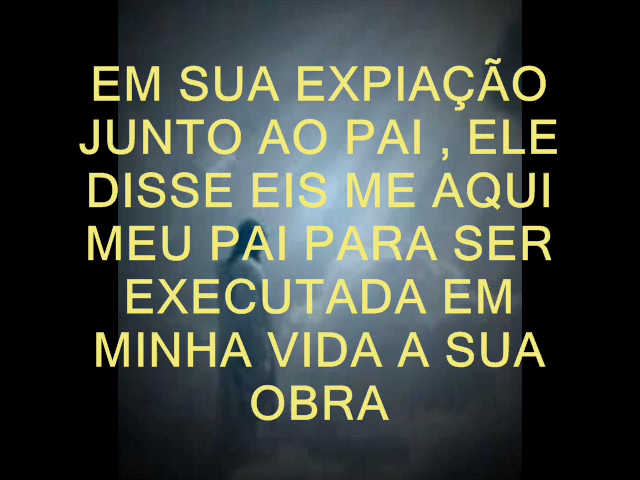 EM SUA EXPIAÇÃO
JUNTO AO PAI , ELE
DISSE EIS ME AQUI
MEU PAI PARA SER
EXECUTADA EM
MINHA VIDA A SUA
OBRA